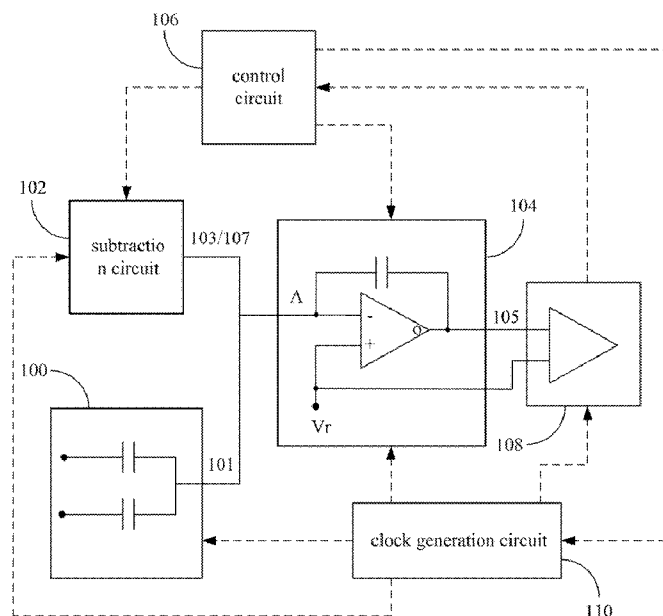 106
control
circuit
102
subtractio
n circuit
103/107
104
A
-
+
o
105
Vr
108
100
101
clock generation circuit
110